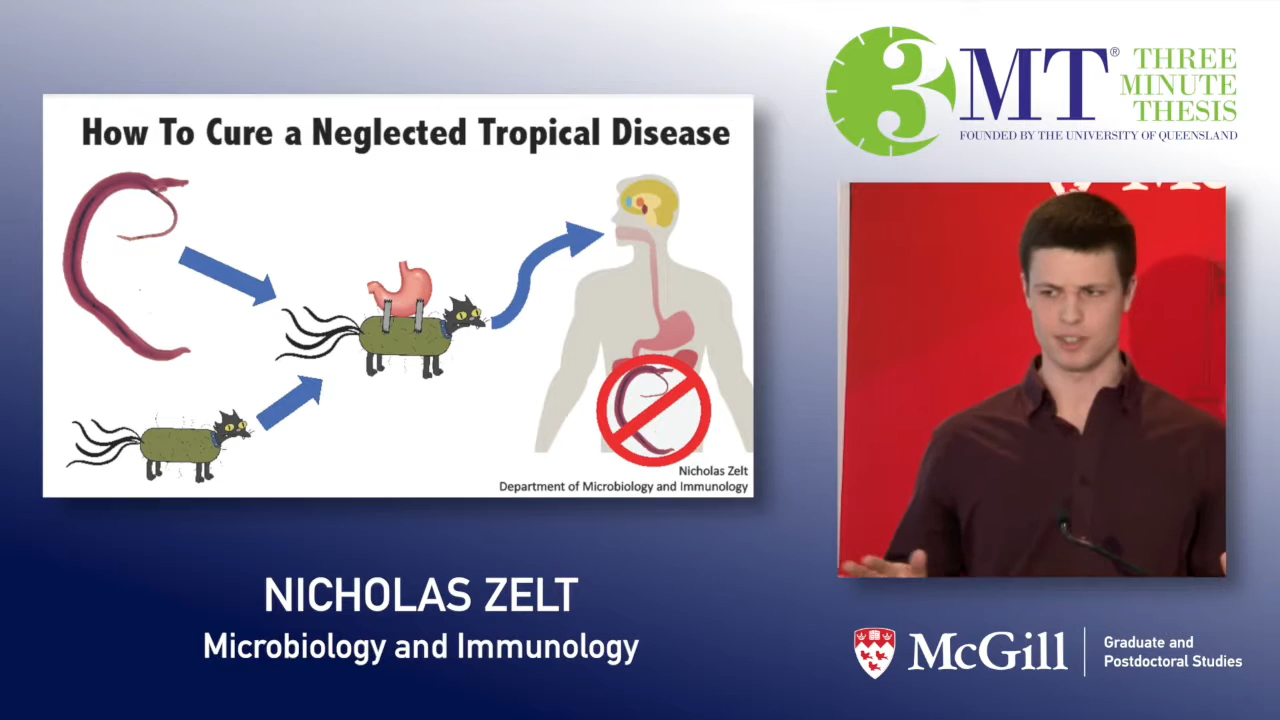 How To Cure a Neglected Tropical Disease
Nicholas Zelt
Department of Microbiology and Immunology
NICHOLAS ZELT
Microbiology and Immunology
3MT®
THREE
MINUTE
THESIS
FOUNDED BY THE UNIVERSITY OF QUEENSLAND
McGill
Graduate and
Postdoctoral Studies